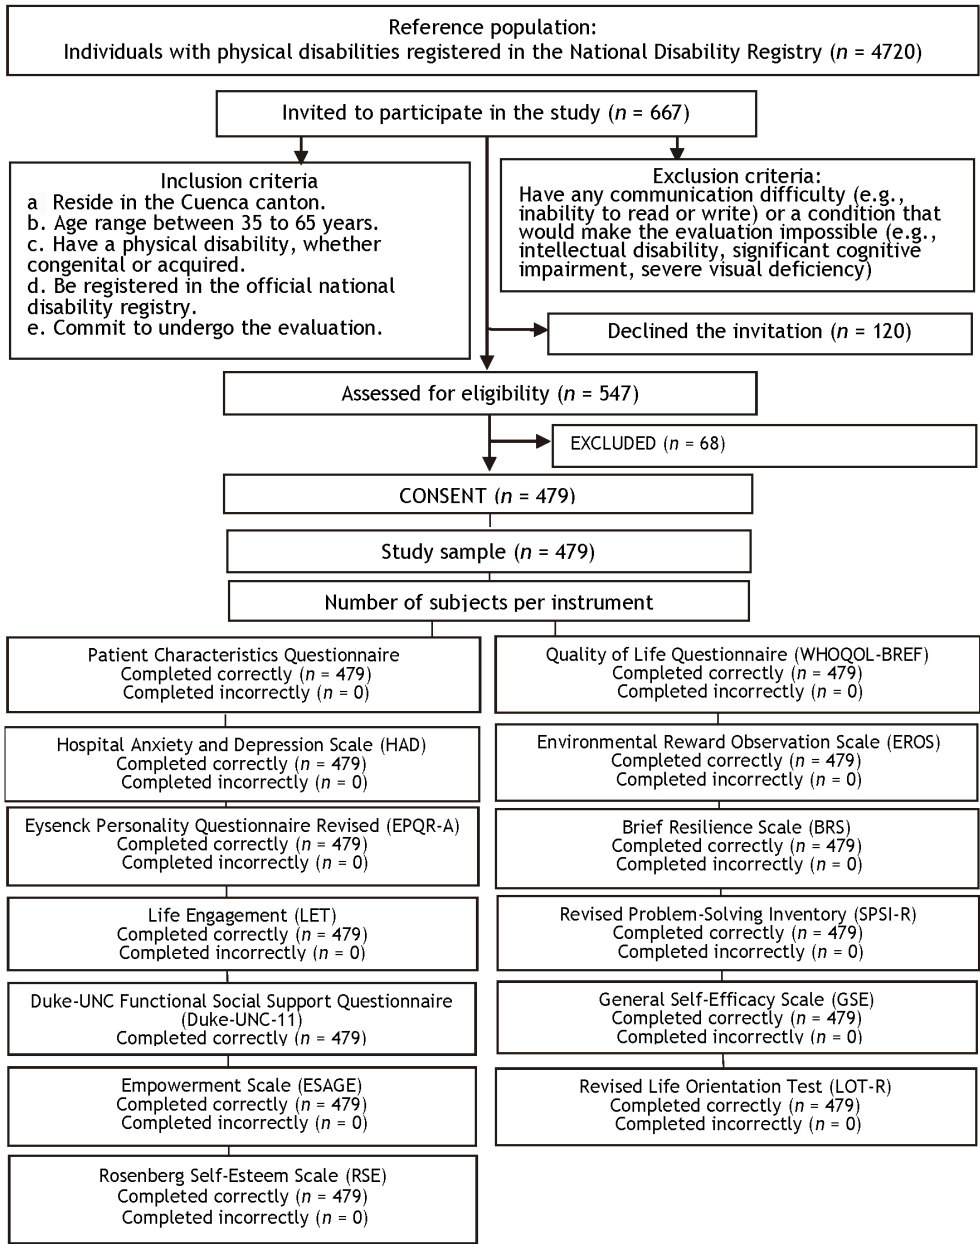 Reference population:
Individuals with physical disabilities registered in the National Disability Registry (n = 4720)
Invited to participate in the study (n = 667)
Inclusion criteria
a Reside in the Cuenca canton.
b. Age range between 35 to 65 years.
c. Have a physical disability, whether
congenital or acquired.
d. Be registered in the official national
disability registry.
e. Commit to undergo the evaluation.
Exclusion criteria:
Have any communication difficulty (e.g.,
inability to read or write) or a condition that
would make the evaluation impossible (e.g.,
intellectual disability, significant cognitive
impairment, severe visual deficiency)
Declined the invitation (n = 120)
Assessed for eligibility (n = 547)
EXCLUDED (n = 68)
CONSENT (n = 479)
Study sample (n = 479)
Number of subjects per instrument
Patient Characteristics Questionnaire
Completed correctly (n = 479)
Completed incorrectly (n = 0)
Hospital Anxiety and Depression Scale (HAD)
Completed correctly (n = 479)
Completed incorrectly (n = 0)
Eysenck Personality Questionnaire Revised (EPQR-A)
Completed correctly (n = 479)
Completed incorrectly (n = 0)
Life Engagement (LET)
Completed correctly (n = 479)
Completed incorrectly (n = 0)
Duke-UNC Functional Social Support Questionnaire
(Duke-UNC-11)
Completed correctly (n = 479)
Empowerment Scale (ESAGE)
Completed correctly (n = 479)
Completed incorrectly (n = 0)
Rosenberg Self-Esteem Scale (RSE)
Completed correctly (n = 479)
Completed incorrectly (n = 0)
Quality of Life Questionnaire (WHOQOL-BREF)
Completed correctly (n = 479)
Completed incorrectly (n = 0)
Environmental Reward Observation Scale (EROS)
Completed correctly (n = 479)
Completed incorrectly (n = 0)
Brief Resilience Scale (BRS)
Completed correctly (n = 479)
Completed incorrectly (n = 0)
Revised Problem-Solving Inventory (SPSI-R)
Completed correctly (n = 479)
Completed incorrectly (n = 0)
General Self-Efficacy Scale (GSE)
Completed correctly (n = 479)
Completed incorrectly (n = 0)
Revised Life Orientation Test (LOT-R)
Completed correctly (n = 479)
Completed incorrectly (n = 0)